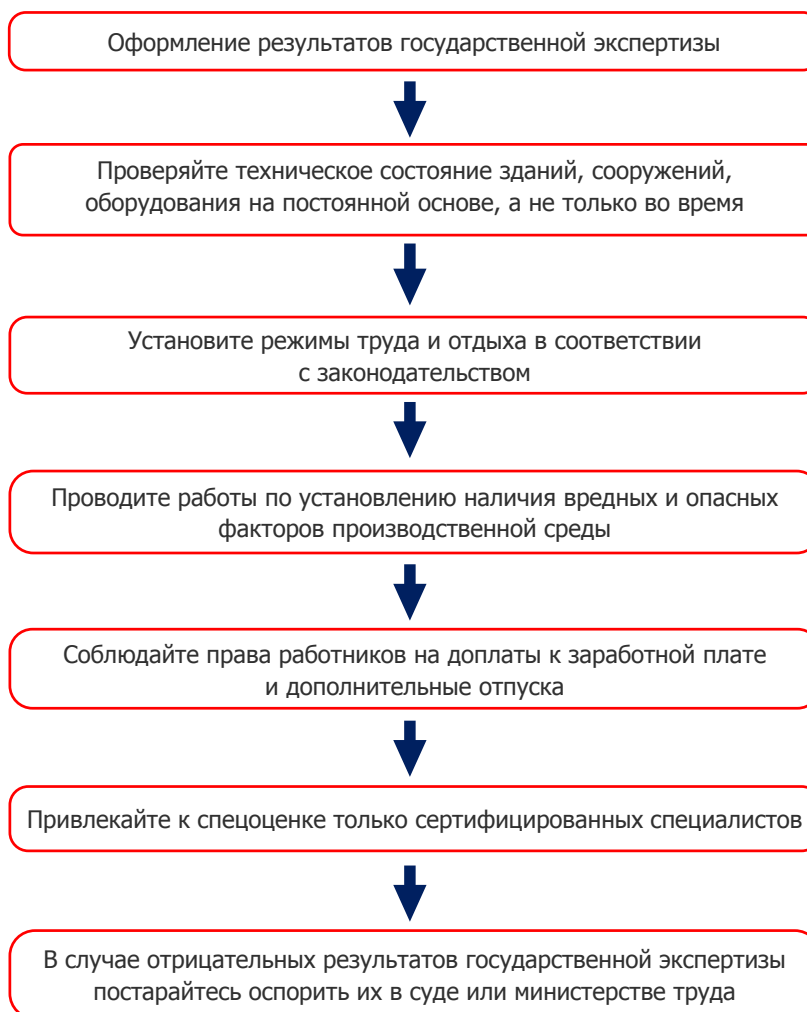 Оформление результатов государственной экспертизы
Проверяйте техническое состояние зданий, сооружений,
оборудования на постоянной основе, а не только во время
Установите режимы труда и отдыха в соответствии
с законодательством
Проводите работы по установлению наличия вредных и опасных
факторов производственной среды
Соблюдайте права работников на доплаты к заработной плате
и дополнительные отпуска
Привлекайте к спецоценке только сертифицированных специалистов
В случае отрицательных результатов государственной экспертизы
постарайтесь оспорить их в суде или министерстве труда